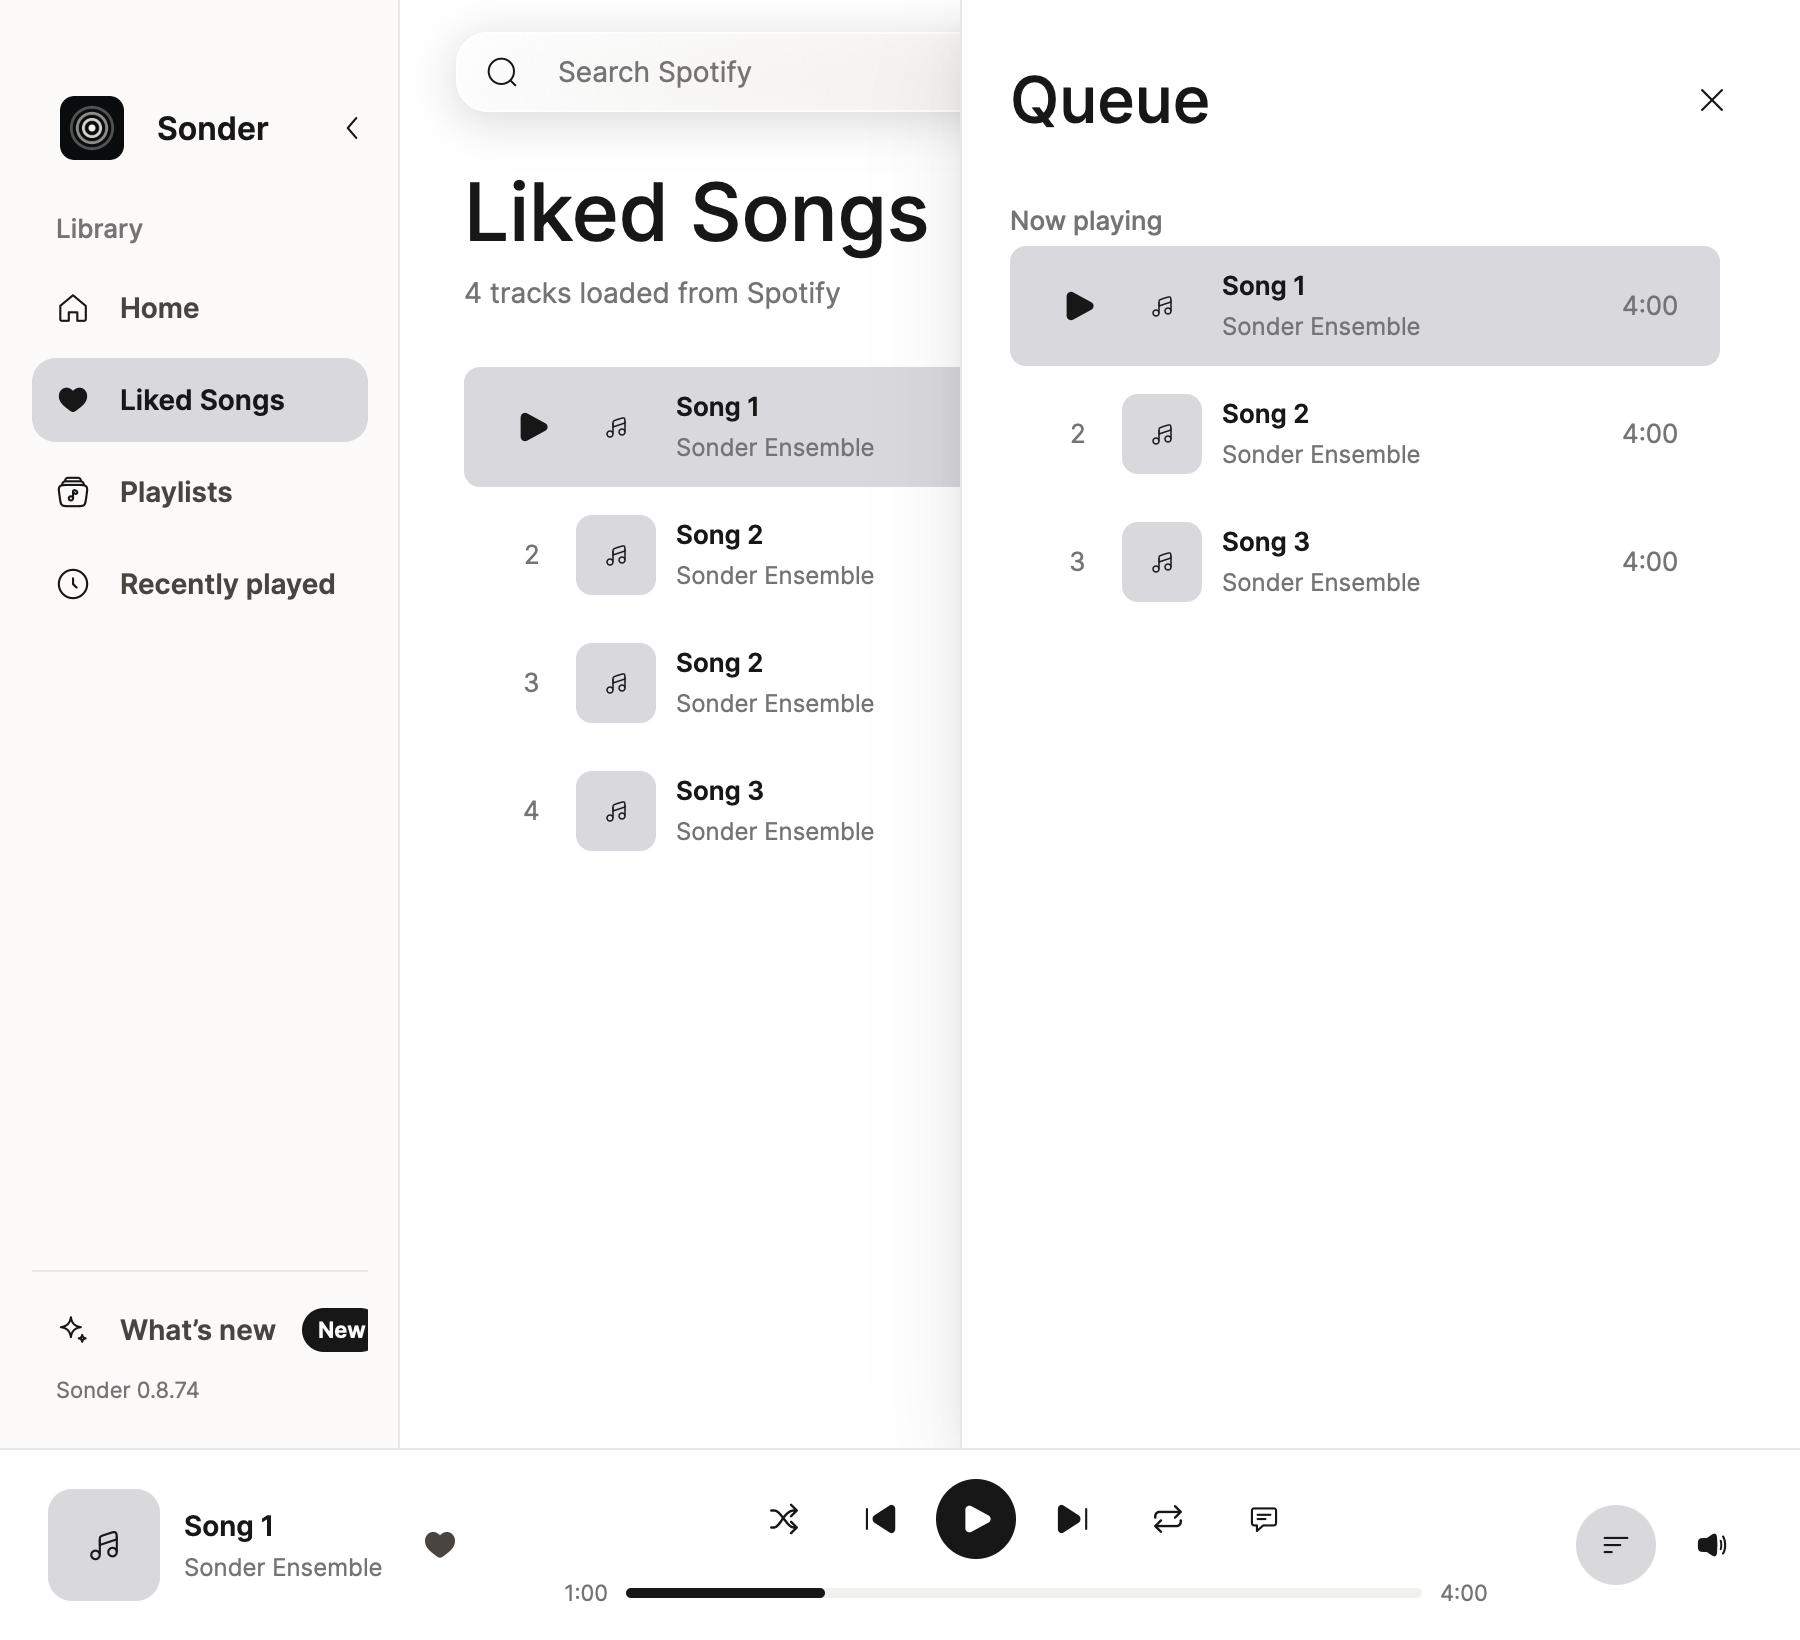 Sonder
Library
Home
Liked Songs
Playlists
Recently played
What’s new
New
Sonder 0.8.74
Search Spotify
Liked Songs
4 tracks loaded from Spotify
Song 1
Sonder Ensemble
2
Song 2
Sonder Ensemble
3
Song 2
Sonder Ensemble
4
Song 3
Sonder Ensemble
Queue
Now playing
Song 1
Sonder Ensemble
4:00
2
Song 2
Sonder Ensemble
4:00
3
Song 3
Sonder Ensemble
4:00
Song 1
Sonder Ensemble
1:00
4:00